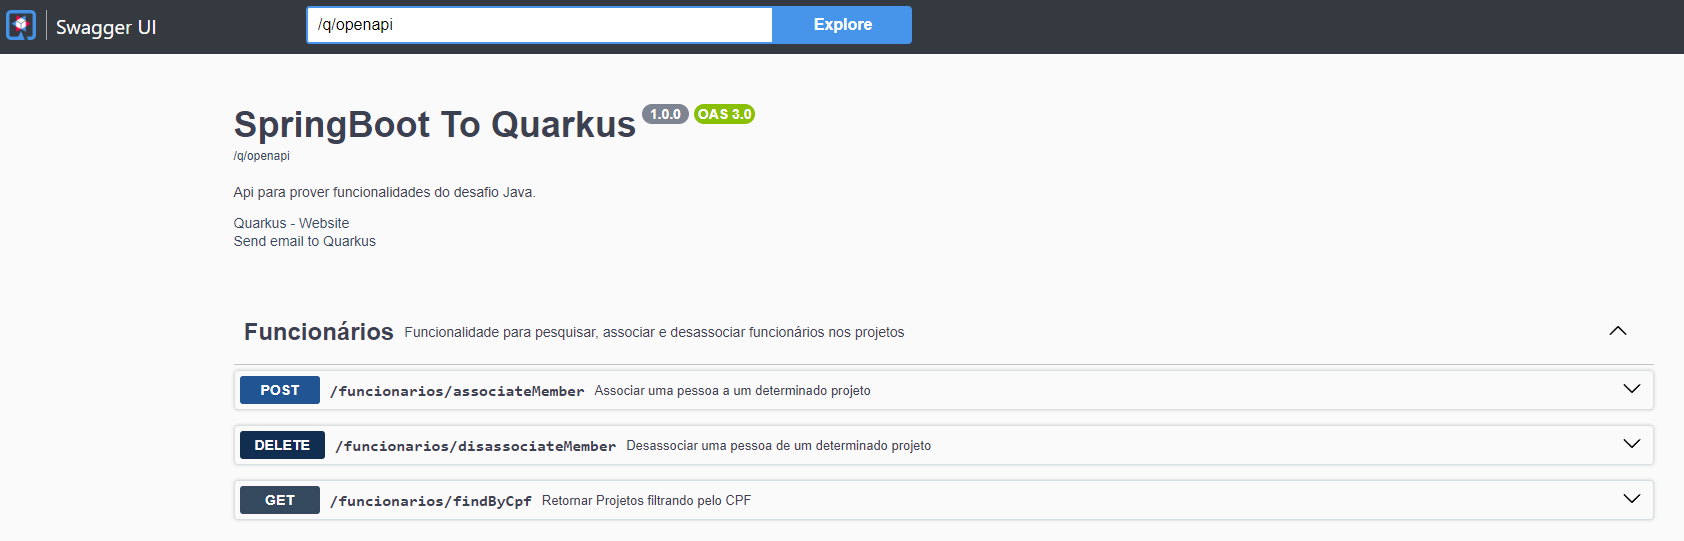 Swagger UI
/q/openapi
Explore
SpringBoot To Quarkus 1.0.0 OAS 3.0
/q/openapi
Api para prover funcionalidades do desafio Java.
Quarkus - Website
Send email to Quarkus
Funcionários Funcionalidade para pesquisar, associar e desassociar funcionários nos projetos
POST /funcionarios/associateMember Associar uma pessoa a um determinado projeto
DELETE /funcionarios/disassociateMember Desassociar uma pessoa de um determinado projeto
GET /funcionarios/findByCpf Retornar Projetos filtrando pelo CPF